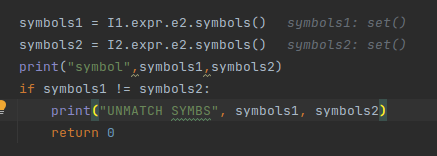 symbols1 = I1.expr.e2.symbols()   symbols1: set()
symbols2 = I2.expr.e2.symbols()   symbols2: set()
print("symbol",symbols1,symbols2)
if symbols1 != symbols2:
    print("UNMATCH SYMBS", symbols1, symbols2)
    return 0